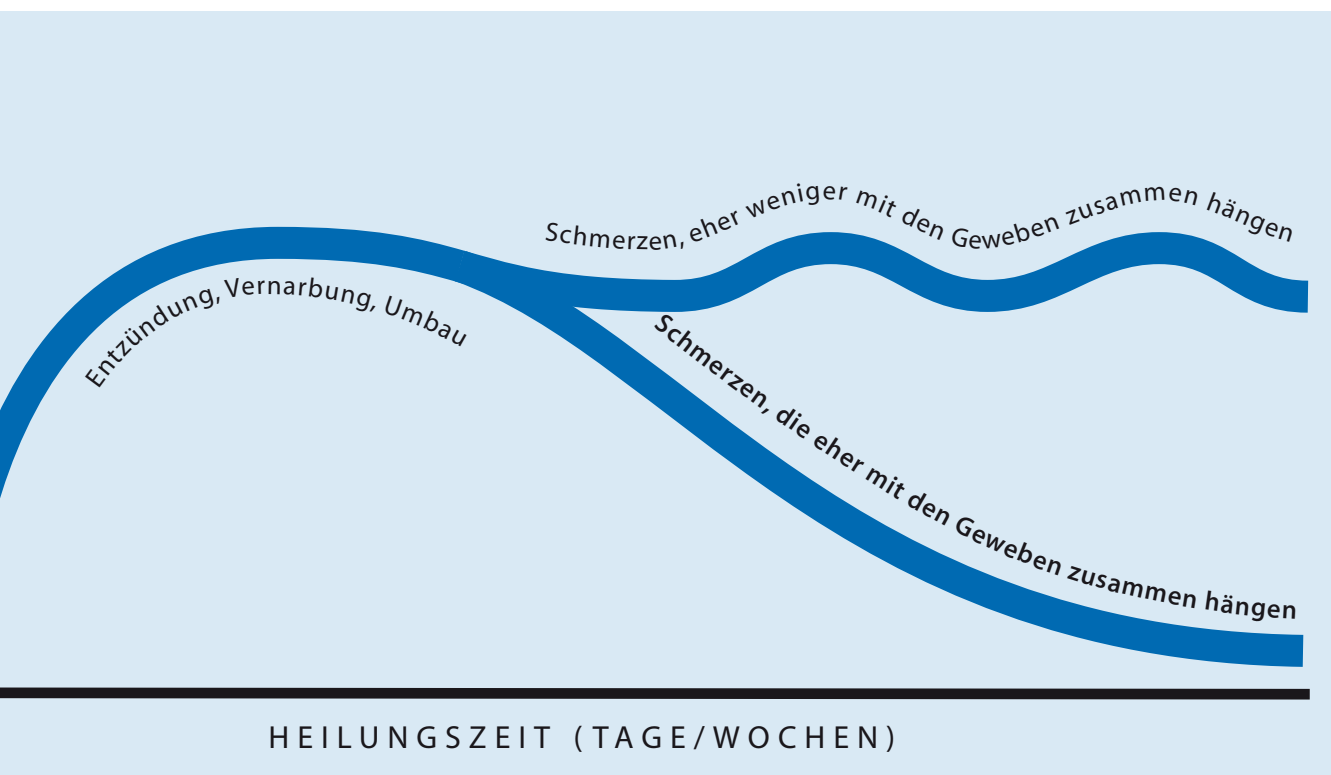 Schmerzen, eher weniger mit den Geweben zusammen hängen
Entzündung, Vernarbung, Umbau
Schmerzen, die eher mit den Geweben zusammen hängen
HEILUNGSZEIT (TAGE/WOCHEN)